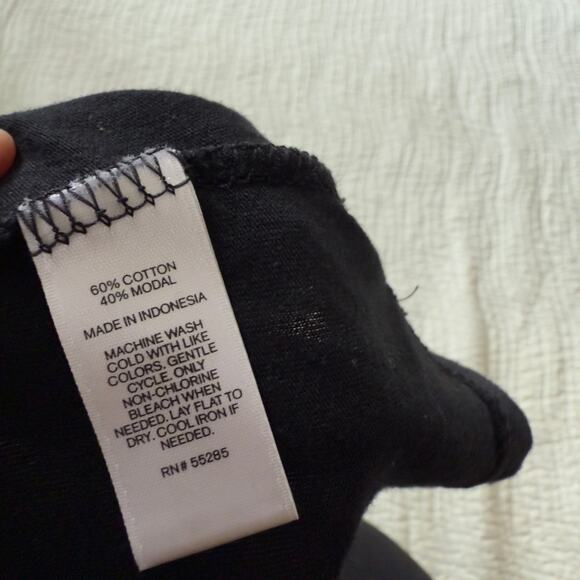 60% COTTON
40% MODAL
MADE IN INDONESIA
MACHINE WASH
COLD WITH LIKE
COLORS. GENTLE
CYCLE. ONLY
NON-CHLORINE
BLEACH WHEN
NEEDED. LAY FLAT TO
DRY. COOL IRON IF
NEEDED.
RN# 55285